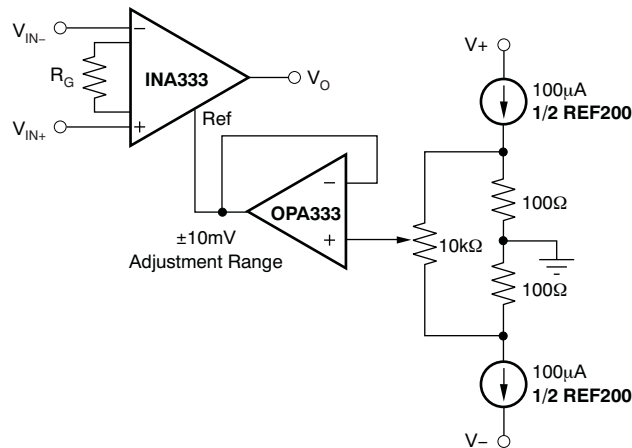 V_IN−
−
R_G
INA333
V_O
V_IN+
+
Ref
−
OPA333
+
±10mV
Adjustment Range
V+
100µA
1/2 REF200
100Ω
10kΩ
100Ω
100µA
1/2 REF200
V−